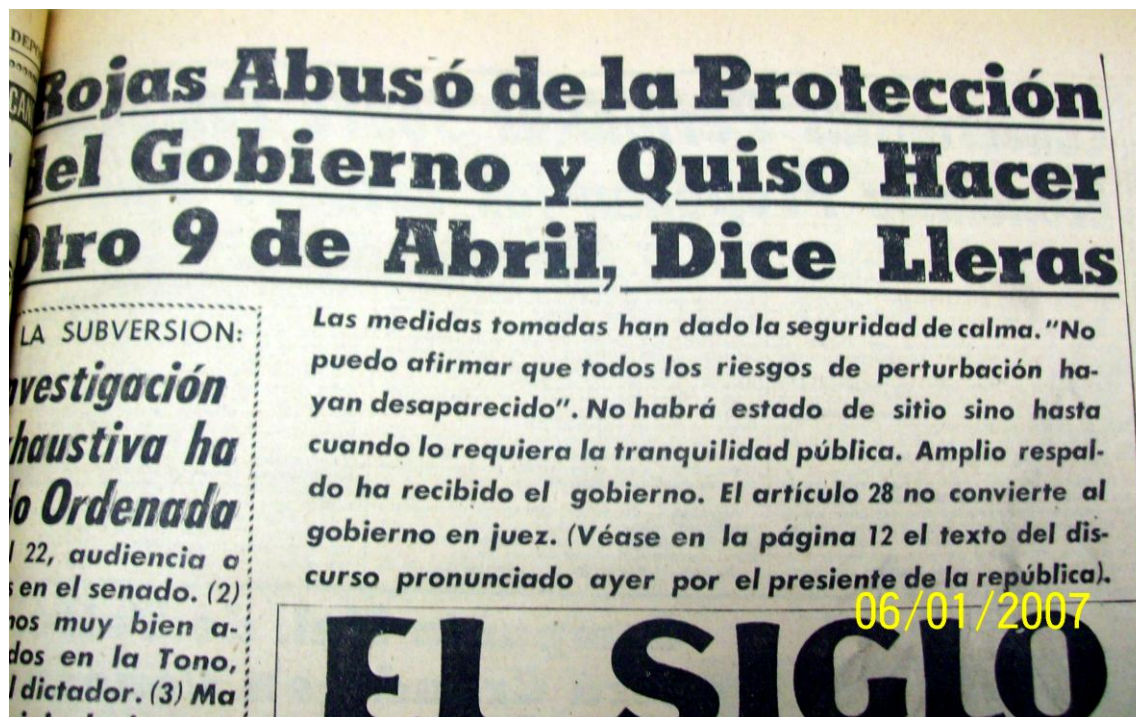 Rojas Abusó de la Protección
del Gobierno y Quiso Hacer
Otro 9 de Abril, Dice Lleras
LA SUBVERSION:
nvestigación
haustiva ha
do Ordenada
l 22, audiencia a
s en el senado. (2)
nos muy bien a-
dos en la Tono,
l dictador. (3) Ma
Las medidas tomadas han dado la seguridad de calma. "No
puedo afirmar que todos los riesgos de perturbación ha-
yan desaparecido". No habrá estado de sitio sino hasta
cuando lo requiera la tranquilidad pública. Amplio respal-
do ha recibido el gobierno. El artículo 28 no convierte al
gobierno en juez. (Véase en la página 12 el texto del dis-
curso pronunciado ayer por el presiente de la república).
EL SIGLO
06/01/2007